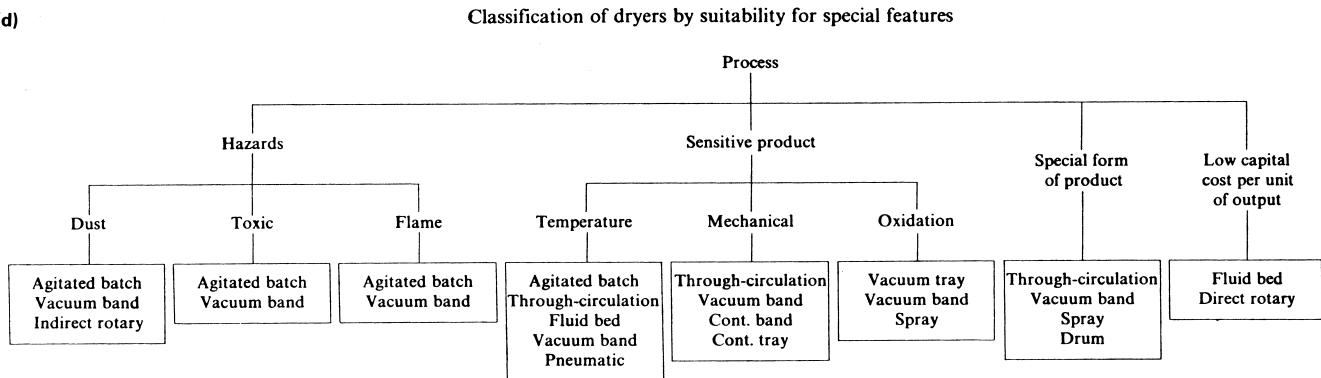 d)
Classification of dryers by suitability for special features
Process
Hazards
Sensitive product
Special form
of product
Low capital
cost per unit
of output
Dust
Toxic
Flame
Temperature
Mechanical
Oxidation
Agitated batch
Vacuum band
Indirect rotary
Agitated batch
Vacuum band
Agitated batch
Vacuum band
Agitated batch
Through-circulation
Fluid bed
Vacuum band
Pneumatic
Through-circulation
Vacuum band
Cont. band
Cont. tray
Vacuum tray
Vacuum band
Spray
Through-circulation
Vacuum band
Spray
Drum
Fluid bed
Direct rotary